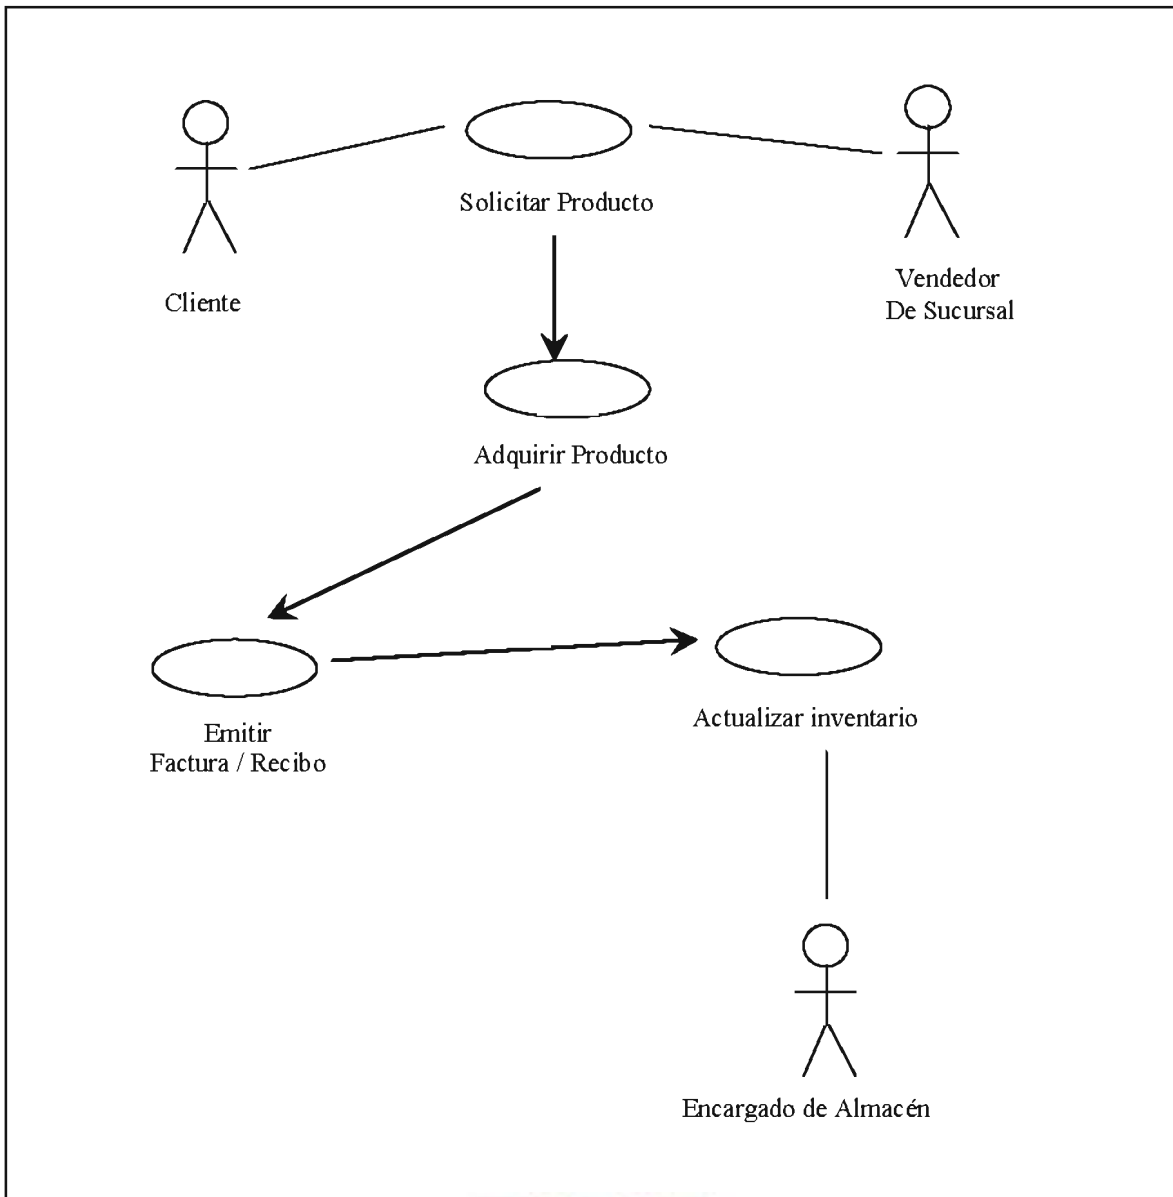 Solicitar Producto
Vendedor
De Sucursal
Cliente
Adquirir Producto
Actualizar inventario
Emitir
Factura / Recibo
Encargado de Almacén